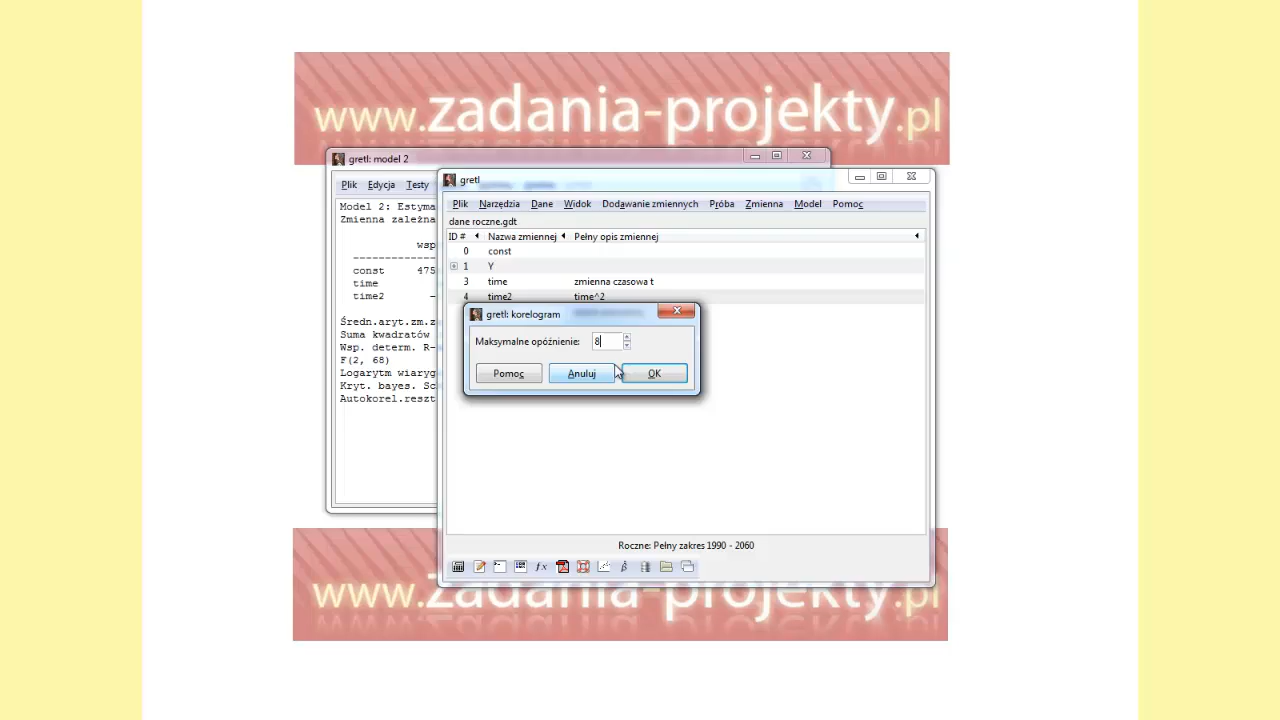 www.zadania-projekty.pl
gretl: model 2
Plik Edycja Testy
Model 2: Estyma
Zmienna zależna
wsp
const 475
time
time2 -
Średn.aryt.zm.z
Suma kwadratów
Wsp. determ. R-
F(2, 68)
Logarytm wiaryg
Kryt. bayes. Sc
Autokorel.reszt
gretl
Plik Narzędzia Dane Widok Dodawanie zmiennych Próba Zmienna Model Pomoc
dane roczne.gdt
ID # Nazwa zmiennej Pełny opis zmiennej
0 const
1 Y
3 time zmienna czasowa t
4 time2 time^2
gretl: korelogram
Maksymalne opóźnienie: 8
Pomoc Anuluj OK
Roczne: Pełny zakres 1990 - 2060
www.zadania-projekty.pl